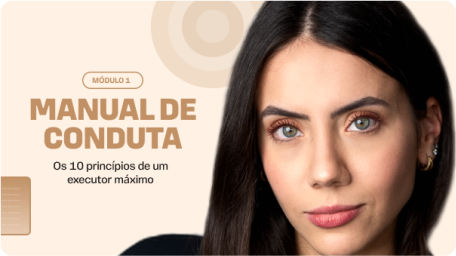 MÓDULO 1
MANUAL DE
CONDUTA
Os 10 princípios de um
executor máximo